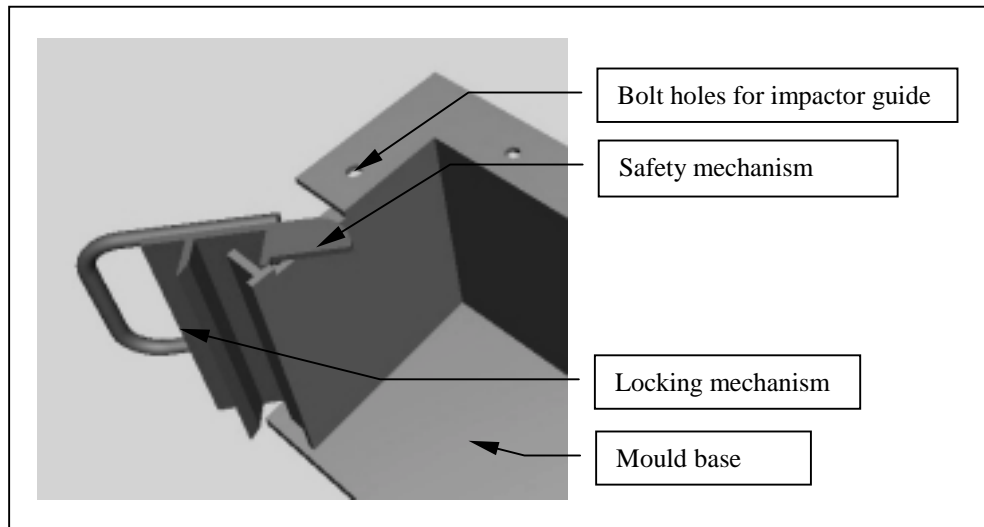 Bolt holes for impactor guide
Safety mechanism
Locking mechanism
Mould base